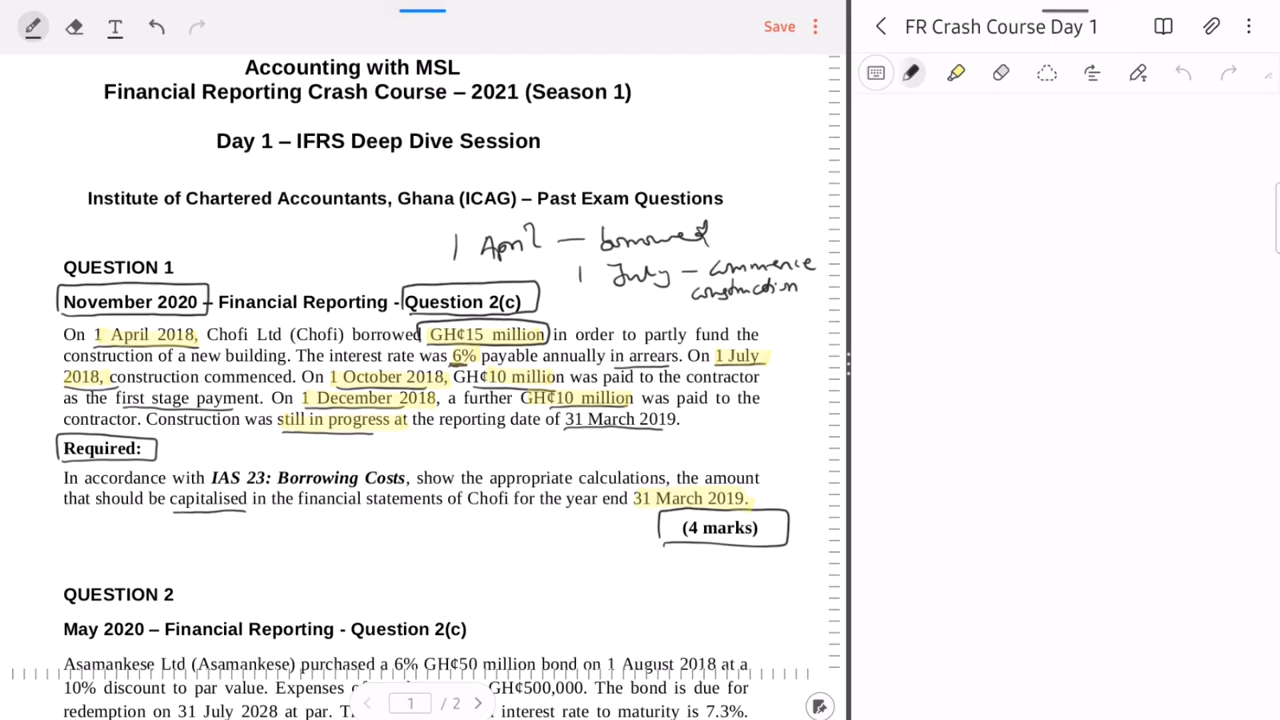 Save
FR Crash Course Day 1
Accounting with MSL
Financial Reporting Crash Course – 2021 (Season 1)
Day 1 – IFRS Deep Dive Session
Institute of Chartered Accountants, Ghana (ICAG) – Past Exam Questions
1 April — borrowed
1 July – commence
construction
QUESTION 1
November 2020 – Financial Reporting - Question 2(c)
On 1 April 2018, Chofi Ltd (Chofi) borrowed GH¢15 million in order to partly fund the
construction of a new building. The interest rate was 6% payable annually in arrears. On 1 July
2018, construction commenced. On 1 October 2018, GH¢10 million was paid to the contractor
as the first stage payment. On 1 December 2018, a further GH¢10 million was paid to the
contractor. Construction was still in progress at the reporting date of 31 March 2019.
Required:
In accordance with IAS 23: Borrowing Costs, show the appropriate calculations, the amount
that should be capitalised in the financial statements of Chofi for the year end 31 March 2019.
(4 marks)
QUESTION 2
May 2020 – Financial Reporting - Question 2(c)
Asamankese Ltd (Asamankese) purchased a 6% GH¢50 million bond on 1 August 2018 at a
10% discount to par value. Expenses GH¢500,000. The bond is due for
redemption on 31 July 2028 at par. interest rate to maturity is 7.3%.
1 / 2